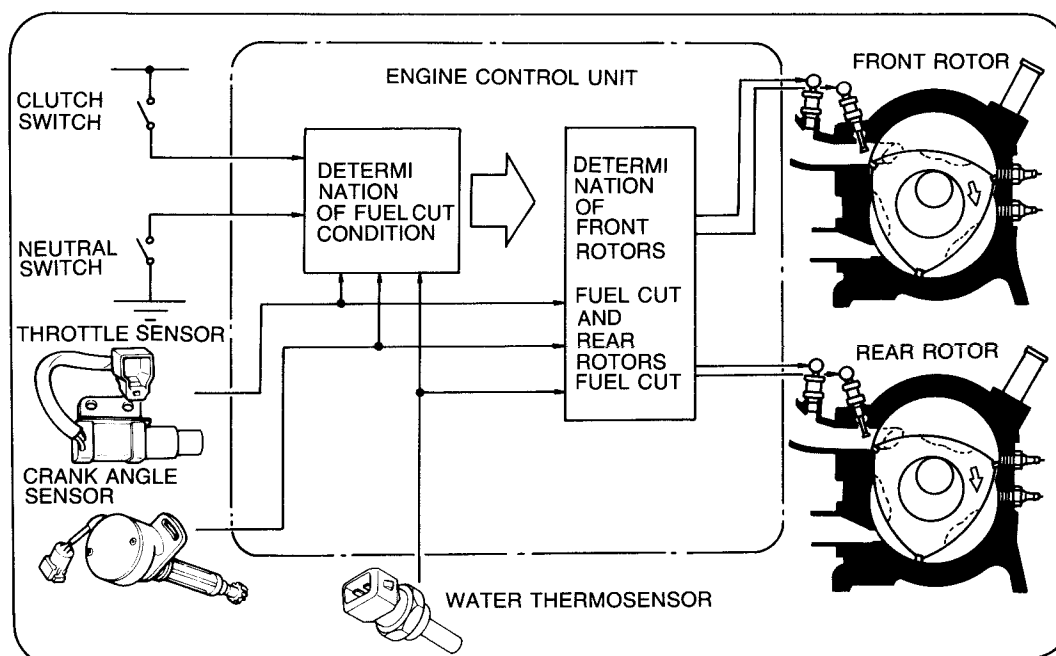 CLUTCH
SWITCH
NEUTRAL
SWITCH
THROTTLE SENSOR
CRANK ANGLE
SENSOR
ENGINE CONTROL UNIT
DETERMI
NATION
OF FUEL CUT
CONDITION
DETERMI
NATION
OF
FRONT
ROTORS
FUEL CUT
AND
REAR
ROTORS
FUEL CUT
WATER THERMOSENSOR
FRONT ROTOR
REAR ROTOR